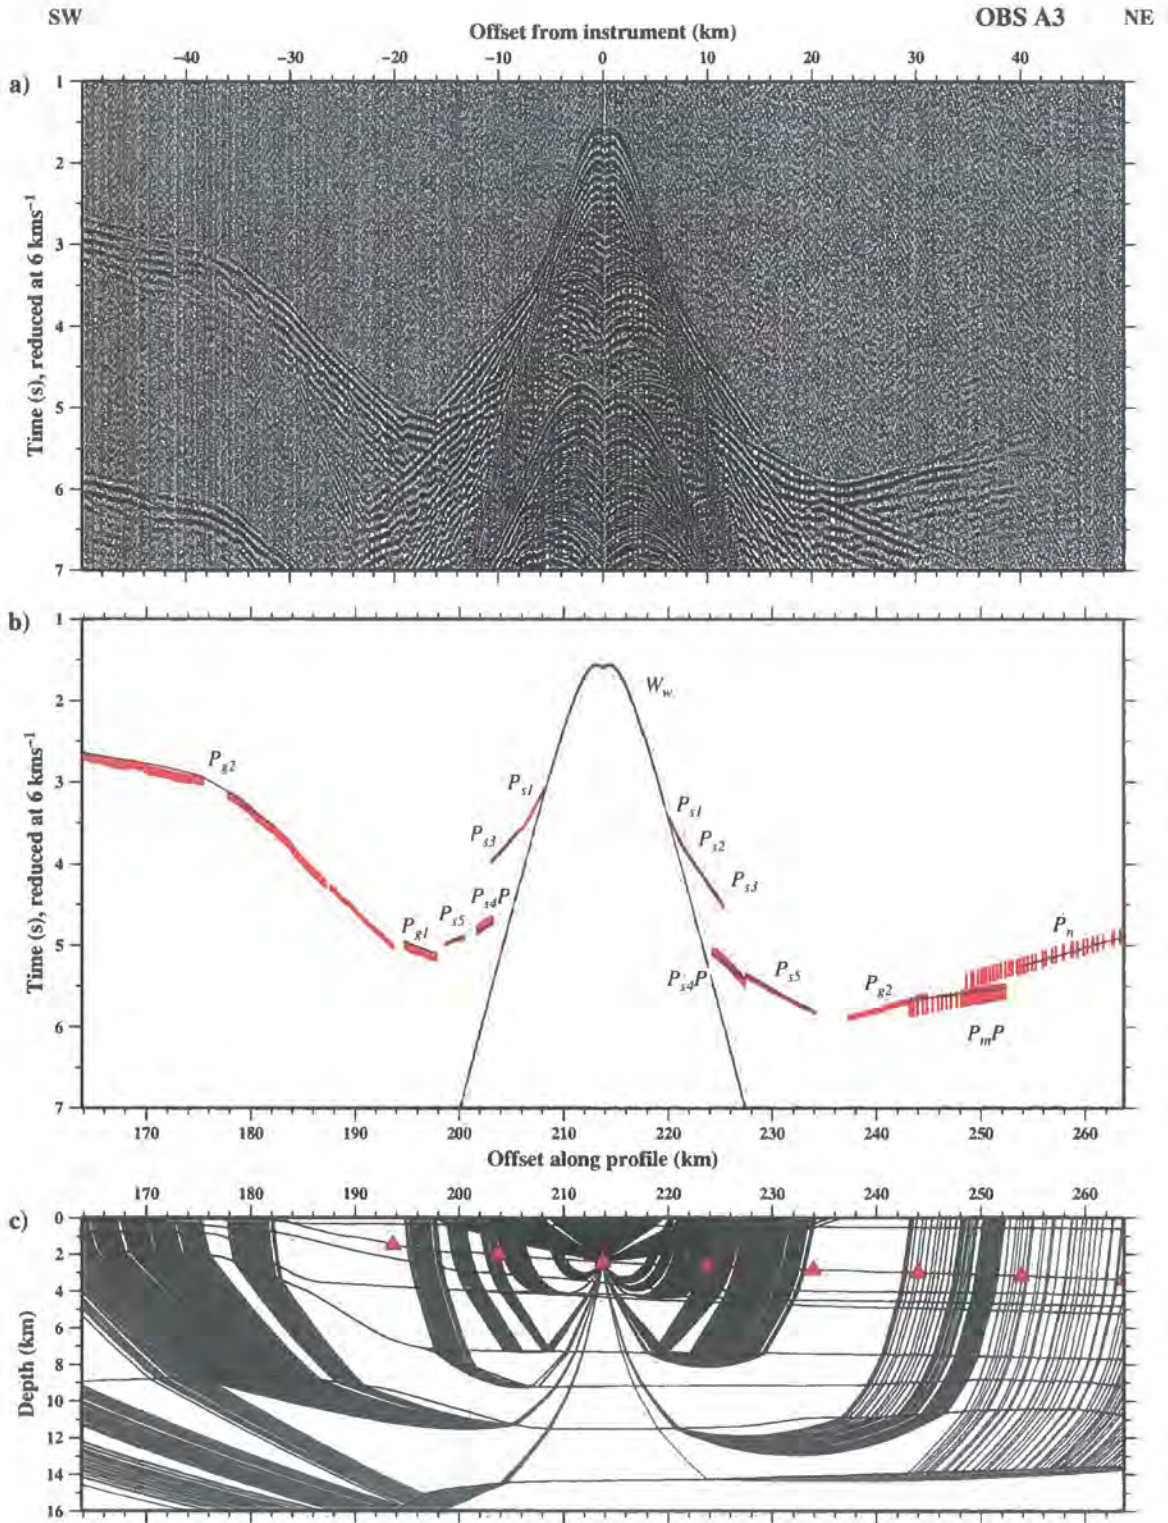 SW OBS A3 NE
Offset from instrument (km)
−40 −30 −20 −10 0 10 20 30 40
a)
1
2
3
4
5
6
7
Time (s), reduced at 6 kms⁻¹
b)
1
2
3
4
5
6
7
Time (s), reduced at 6 kms⁻¹
Ww
Pg2
Ps1
Ps3
Ps4P
Ps5
Pg1
Ps1
Ps2
Ps3
Ps4P
Ps5
Pg2
Pn
PmP
170 180 190 200 210 220 230 240 250 260
Offset along profile (km)
170 180 190 200 210 220 230 240 250 260
c)
0
2
4
6
8
10
12
14
16
Depth (km)